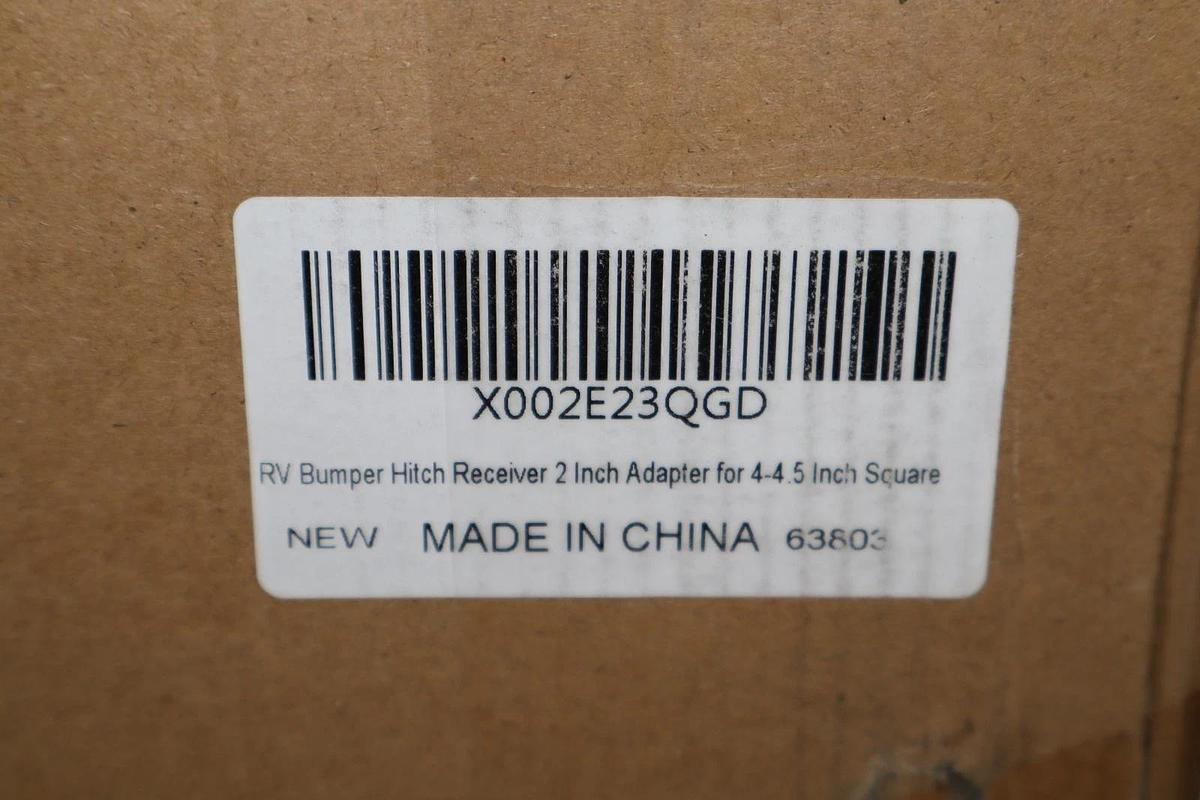 X002E23QGD
RV Bumper Hitch Receiver 2 Inch Adapter for 4-4.5 Inch Square
NEW MADE IN CHINA 63803